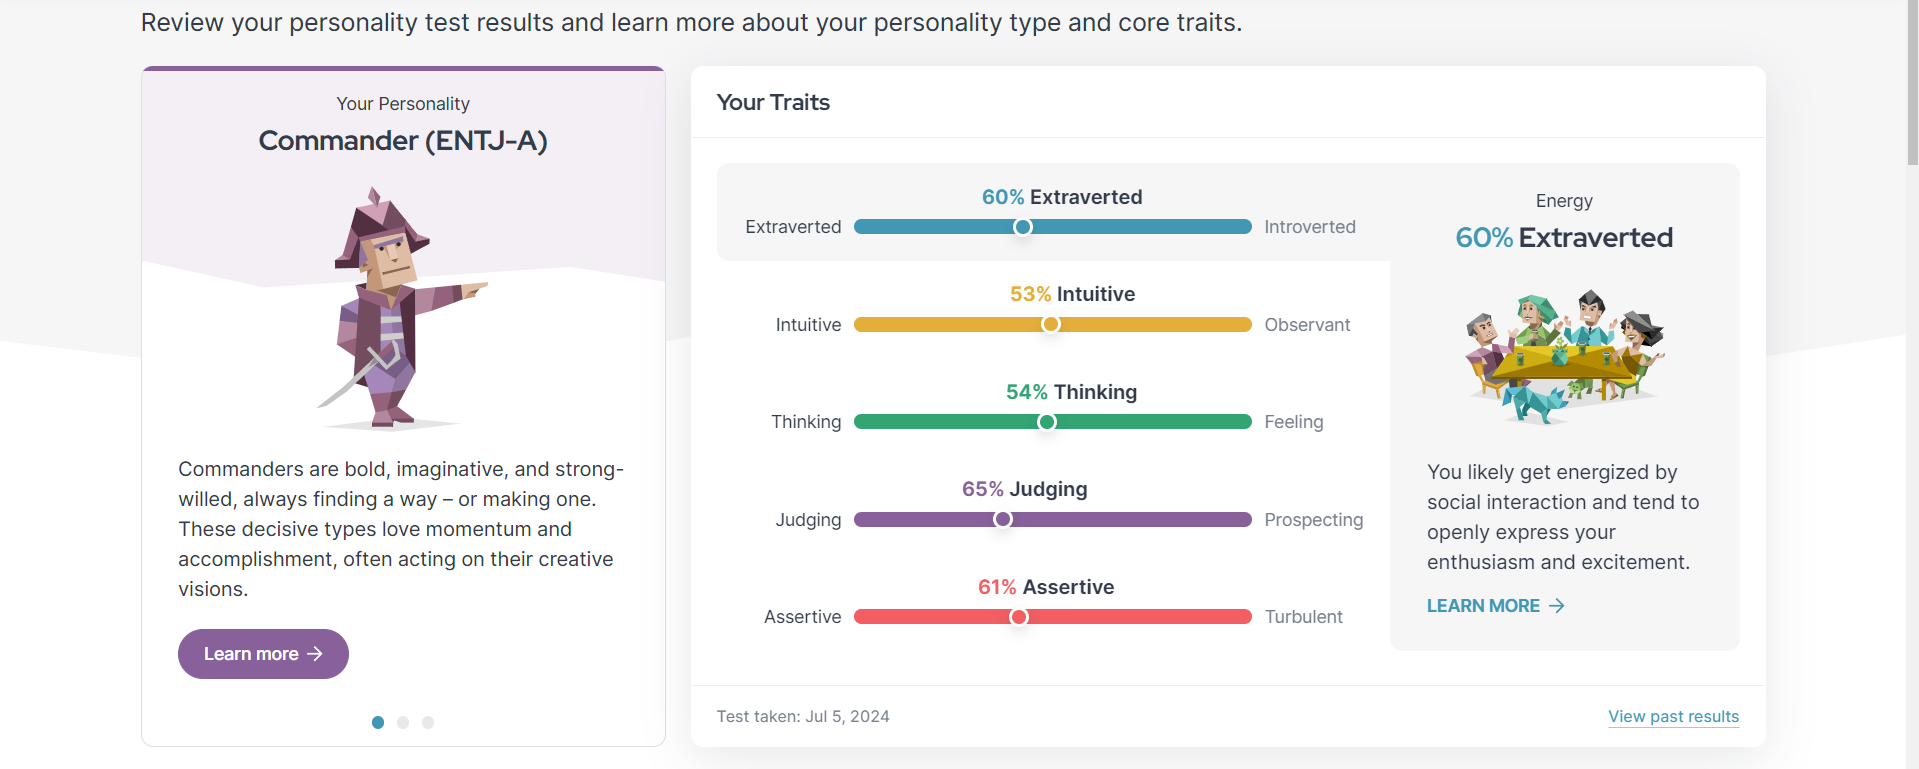 Review your personality test results and learn more about your personality type and core traits.
Your Personality
Commander (ENTJ-A)
Commanders are bold, imaginative, and strong-
willed, always finding a way – or making one.
These decisive types love momentum and
accomplishment, often acting on their creative
visions.
Learn more →
Your Traits
60% Extraverted
Extraverted Introverted
53% Intuitive
Intuitive Observant
54% Thinking
Thinking Feeling
65% Judging
Judging Prospecting
61% Assertive
Assertive Turbulent
Energy
60% Extraverted
You likely get energized by
social interaction and tend to
openly express your
enthusiasm and excitement.
LEARN MORE →
Test taken: Jul 5, 2024
View past results